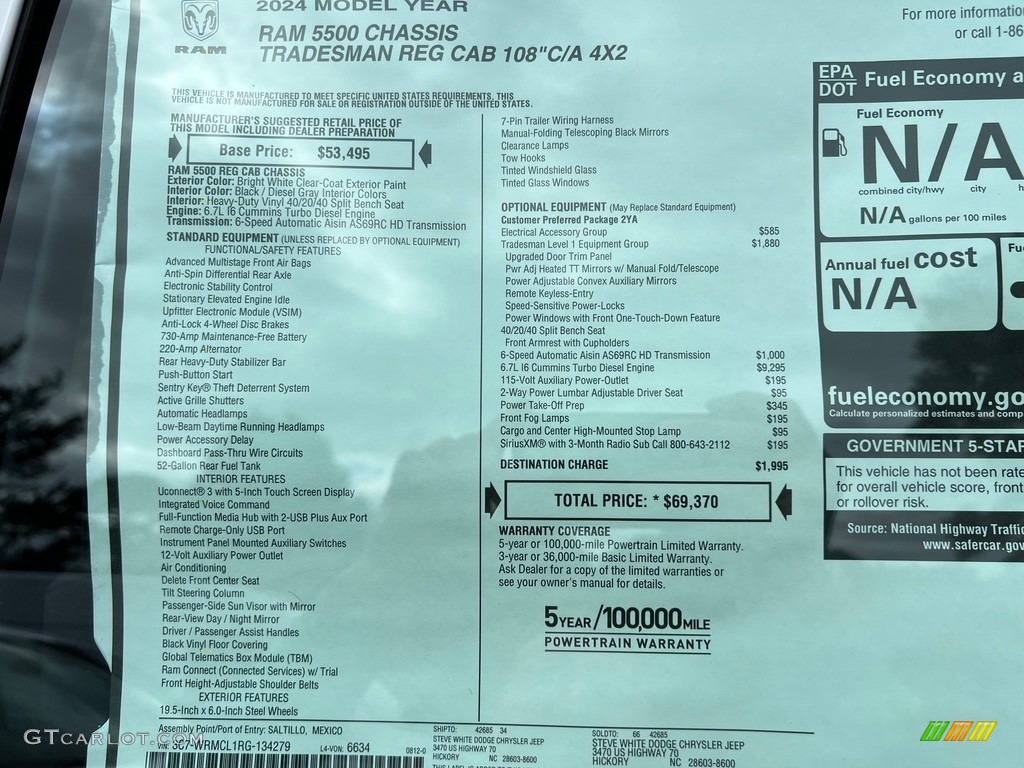 2024 MODEL YEAR
RAM
RAM 5500 CHASSIS
TRADESMAN REG CAB 108"C/A 4X2
THIS VEHICLE IS MANUFACTURED TO MEET SPECIFIC UNITED STATES REQUIREMENTS, THIS
VEHICLE IS NOT MANUFACTURED FOR SALE OR REGISTRATION OUTSIDE OF THE UNITED STATES.
MANUFACTURER'S SUGGESTED RETAIL PRICE OF
THIS MODEL INCLUDING DEALER PREPARATION
Base Price: $53,495
RAM 5500 REG CAB CHASSIS
Exterior Color: Bright White Clear-Coat Exterior Paint
Interior Color: Black / Diesel Gray Interior Colors
Interior: Heavy-Duty Vinyl 40/20/40 Split Bench Seat
Engine: 6.7L I6 Cummins Turbo Diesel Engine
Transmission: 6-Speed Automatic Aisin AS69RC HD Transmission
STANDARD EQUIPMENT (UNLESS REPLACED BY OPTIONAL EQUIPMENT)
FUNCTIONAL/SAFETY FEATURES
Advanced Multistage Front Air Bags
Anti-Spin Differential Rear Axle
Electronic Stability Control
Stationary Elevated Engine Idle
Upfitter Electronic Module (VSIM)
Anti-Lock 4-Wheel Disc Brakes
730-Amp Maintenance-Free Battery
220-Amp Alternator
Rear Heavy-Duty Stabilizer Bar
Push-Button Start
Sentry Key® Theft Deterrent System
Active Grille Shutters
Automatic Headlamps
Low-Beam Daytime Running Headlamps
Power Accessory Delay
Dashboard Pass-Thru Wire Circuits
52-Gallon Rear Fuel Tank
INTERIOR FEATURES
Uconnect® 3 with 5-Inch Touch Screen Display
Integrated Voice Command
Full-Function Media Hub with 2-USB Plus Aux Port
Remote Charge-Only USB Port
Instrument Panel Mounted Auxiliary Switches
12-Volt Auxiliary Power Outlet
Air Conditioning
Delete Front Center Seat
Tilt Steering Column
Passenger-Side Sun Visor with Mirror
Rear-View Day / Night Mirror
Driver / Passenger Assist Handles
Black Vinyl Floor Covering
Global Telematics Box Module (TBM)
Ram Connect (Connected Services) w/ Trial
Front Height-Adjustable Shoulder Belts
EXTERIOR FEATURES
19.5-Inch x 6.0-Inch Steel Wheels
7-Pin Trailer Wiring Harness
Manual-Folding Telescoping Black Mirrors
Clearance Lamps
Tow Hooks
Tinted Windshield Glass
Tinted Glass Windows
OPTIONAL EQUIPMENT (May Replace Standard Equipment)
Customer Preferred Package 2YA
Electrical Accessory Group $585
Tradesman Level 1 Equipment Group $1,880
Upgraded Door Trim Panel
Pwr Adj Heated TT Mirrors w/ Manual Fold/Telescope
Power Adjustable Convex Auxiliary Mirrors
Remote Keyless-Entry
Speed-Sensitive Power-Locks
Power Windows with Front One-Touch-Down Feature
40/20/40 Split Bench Seat
Front Armrest with Cupholders
6-Speed Automatic Aisin AS69RC HD Transmission $1,000
6.7L I6 Cummins Turbo Diesel Engine $9,295
115-Volt Auxiliary Power-Outlet $195
2-Way Power Lumbar Adjustable Driver Seat $95
Power Take-Off Prep $345
Front Fog Lamps $195
Cargo and Center High-Mounted Stop Lamp $95
SiriusXM® with 3-Month Radio Sub Call 800-643-2112 $195
DESTINATION CHARGE $1,995
TOTAL PRICE: * $69,370
WARRANTY COVERAGE
5-year or 100,000-mile Powertrain Limited Warranty.
3-year or 36,000-mile Basic Limited Warranty.
Ask Dealer for a copy of the limited warranties or
see your owner's manual for details.
5YEAR/100,000MILE
POWERTRAIN WARRANTY
For more informatio
or call 1-86
EPA
DOT
Fuel Economy a
Fuel Economy
N/A
combined city/hwy city h
N/A gallons per 100 miles
Annual fuel cost
N/A
Fu
fueleconomy.go
Calculate personalized estimates and comp
GOVERNMENT 5-STAR
This vehicle has not been rate
for overall vehicle score, front
or rollover risk.
Source: National Highway Traffic
www.safercar.gov
Assembly Point/Port of Entry: SALTILLO, MEXICO
VIN: 3C7-WRMCL1RG-134279 L4-VON: 6634 0812-0
SHIPTO: 42685 34
STEVE WHITE DODGE CHRYSLER JEEP
3470 US HIGHWAY 70
HICKORY NC 28603-8600
SOLDTO: 66 42685
STEVE WHITE DODGE CHRYSLER JEEP
3470 US HIGHWAY 70
HICKORY NC 28603-8600
GTCarLot.com